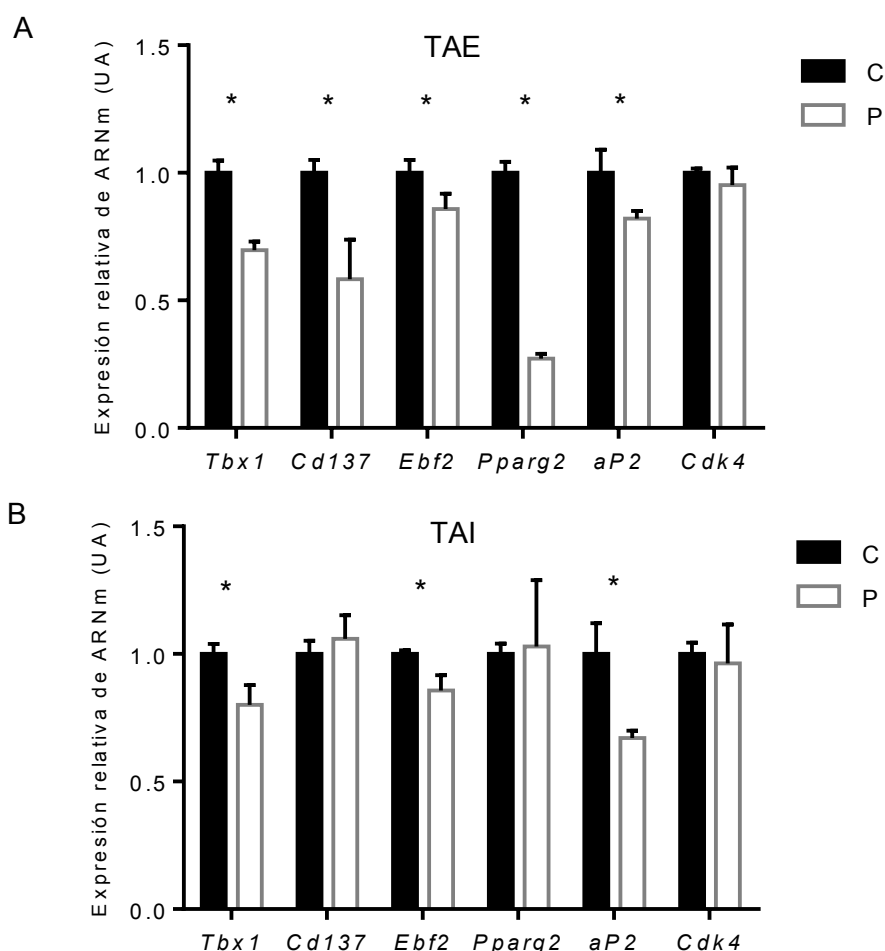 A
TAE
C
P
Expresión relativa de ARNm (UA)
1.5
1.0
0.5
0.0
* * * * *
Tbx1 Cd137 Ebf2 Pparg2 aP2 Cdk4
B
TAI
C
P
Expresión relativa de ARNm (UA)
1.5
1.0
0.5
0.0
* * *
Tbx1 Cd137 Ebf2 Pparg2 aP2 Cdk4